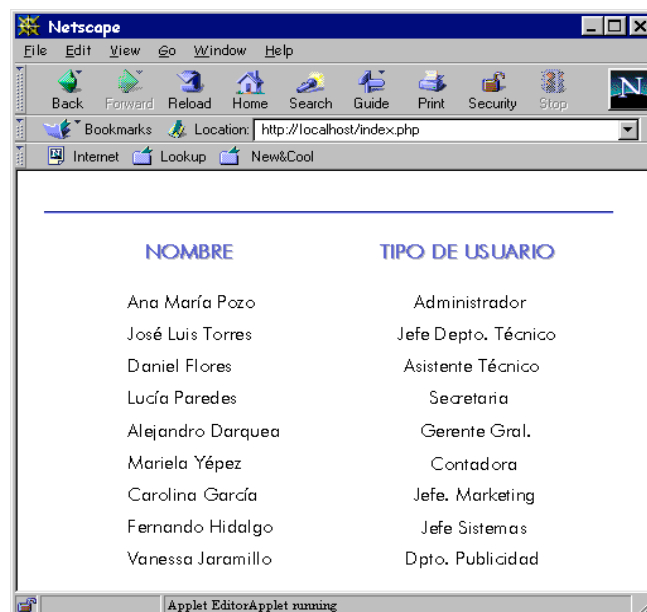 Netscape
File Edit View Go Window Help
Back Forward Reload Home Search Guide Print Security Stop
N
Bookmarks Location: http://localhost/index.php
Internet Lookup New&Cool
NOMBRE TIPO DE USUARIO
Ana María Pozo Administrador
José Luis Torres Jefe Depto. Técnico
Daniel Flores Asistente Técnico
Lucía Paredes Secretaria
Alejandro Darquea Gerente Gral.
Mariela Yépez Contadora
Carolina García Jefe. Marketing
Fernando Hidalgo Jefe Sistemas
Vanessa Jaramillo Dpto. Publicidad
Applet EditorApplet running